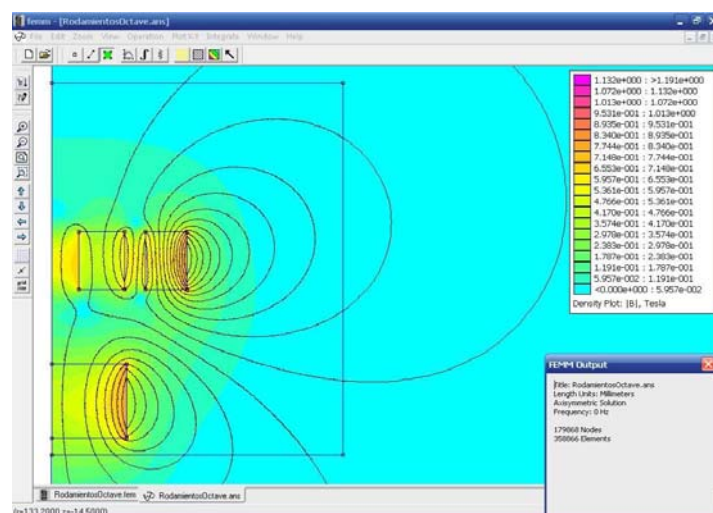 femm - [RodamientosOctave.ans]
File Edit Zoom View Operation Plot X-Y Integrate Window Help
1.132e+000 : >1.191e+000
1.072e+000 : 1.132e+000
1.013e+000 : 1.072e+000
9.531e-001 : 1.013e+000
8.935e-001 : 9.531e-001
8.340e-001 : 8.935e-001
7.744e-001 : 8.340e-001
7.148e-001 : 7.744e-001
6.553e-001 : 7.148e-001
5.957e-001 : 6.553e-001
5.361e-001 : 5.957e-001
4.766e-001 : 5.361e-001
4.170e-001 : 4.766e-001
3.574e-001 : 4.170e-001
2.978e-001 : 3.574e-001
2.383e-001 : 2.978e-001
1.787e-001 : 2.383e-001
1.191e-001 : 1.787e-001
5.957e-002 : 1.191e-001
<0.000e+000 : 5.957e-002
Density Plot: |B|, Tesla
FEMM Output
Title: RodamientosOctave.ans
Length Units: Millimeters
Axisymmetric Solution
Frequency: 0 Hz
179868 Nodes
358866 Elements
RodamientosOctave.fem RodamientosOctave.ans